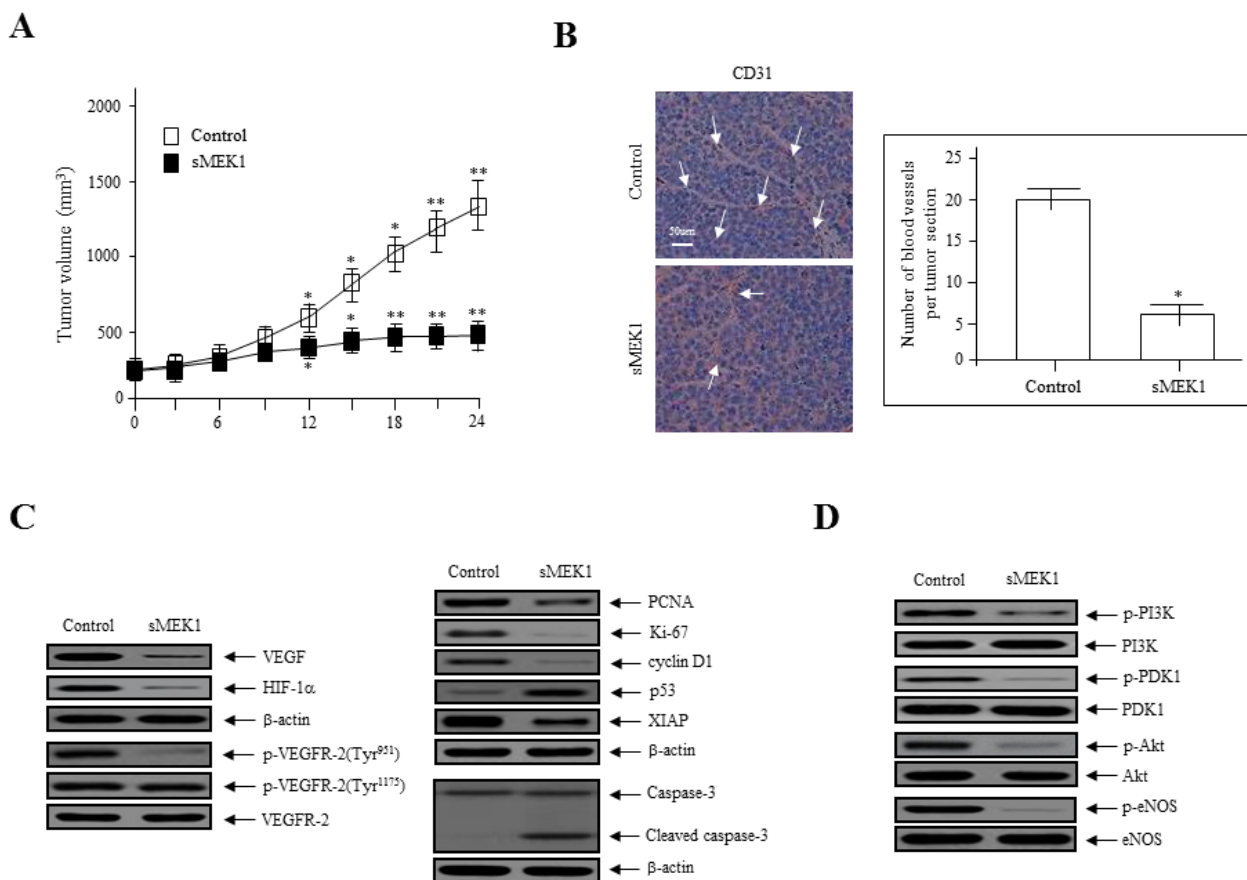 A
Tumor volume (mm³)
2000
1500
1000
500
0
Control
sMEK1
*
*
*
**
**
*
*
**
**
**
0
6
12
18
24
B
CD31
Control
50um
sMEK1
Number of blood vessels
per tumor section
25
20
15
10
5
0
*
Control
sMEK1
C
Control sMEK1
VEGF
HIF-1α
β-actin
p-VEGFR-2(Tyr⁹⁵¹)
p-VEGFR-2(Tyr¹¹⁷⁵)
VEGFR-2
Control sMEK1
PCNA
Ki-67
cyclin D1
p53
XIAP
β-actin
Caspase-3
Cleaved caspase-3
β-actin
D
Control sMEK1
p-PI3K
PI3K
p-PDK1
PDK1
p-Akt
Akt
p-eNOS
eNOS